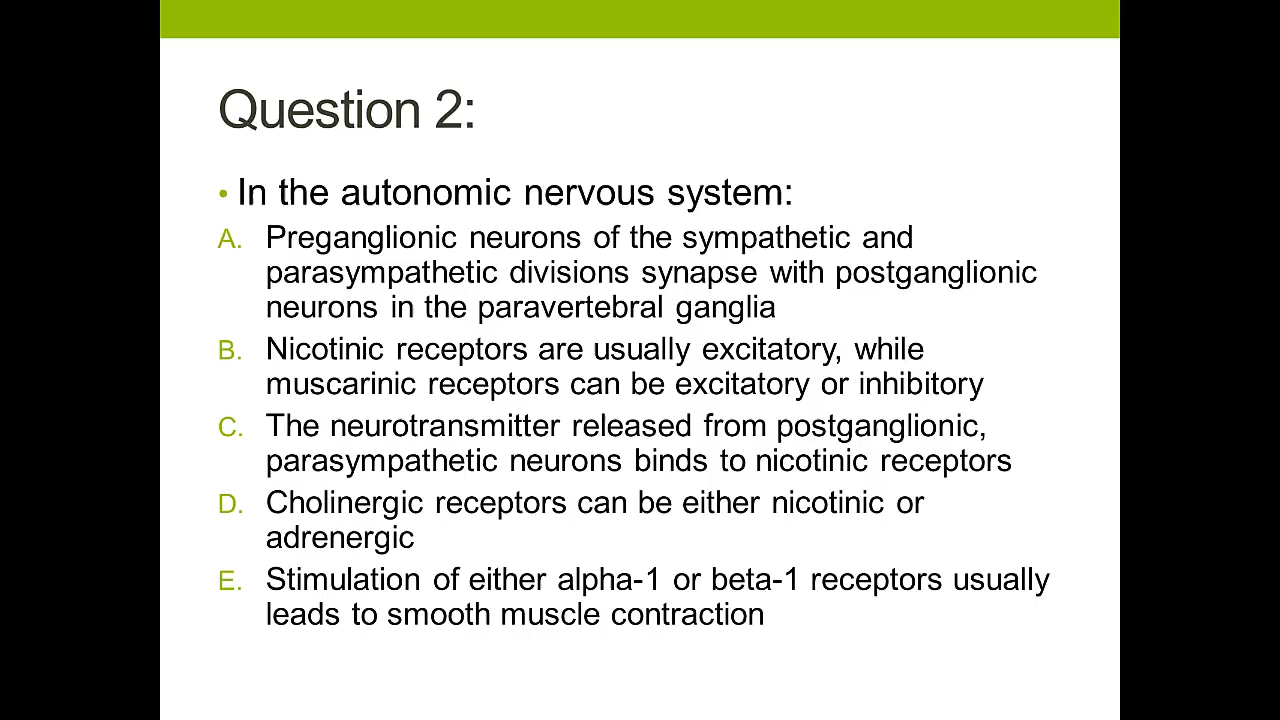 Question 2:
• In the autonomic nervous system:
A. Preganglionic neurons of the sympathetic and
parasympathetic divisions synapse with postganglionic
neurons in the paravertebral ganglia
B. Nicotinic receptors are usually excitatory, while
muscarinic receptors can be excitatory or inhibitory
C. The neurotransmitter released from postganglionic,
parasympathetic neurons binds to nicotinic receptors
D. Cholinergic receptors can be either nicotinic or
adrenergic
E. Stimulation of either alpha-1 or beta-1 receptors usually
leads to smooth muscle contraction